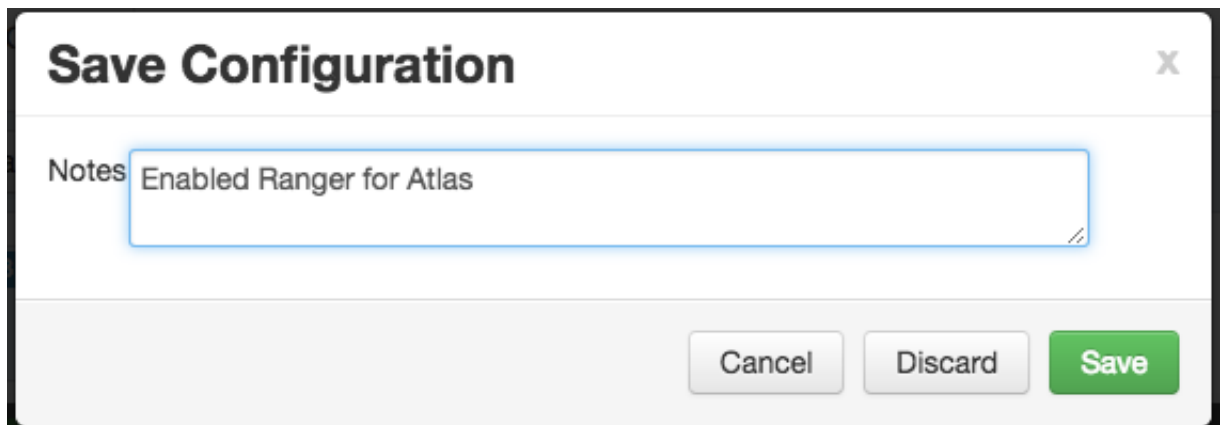 Save Configuration
x
Notes
Enabled Ranger for Atlas
Cancel
Discard
Save